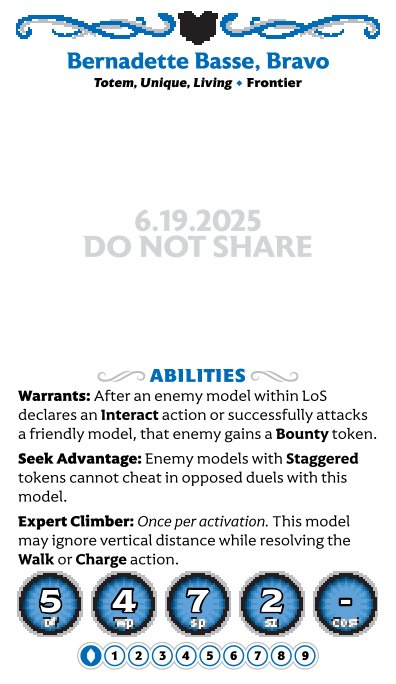 Bernadette Basse, Bravo
Totem, Unique, Living • Frontier
6.19.2025
DO NOT SHARE
ABILITIES
Warrants: After an enemy model within LoS
declares an Interact action or successfully attacks
a friendly model, that enemy gains a Bounty token.
Seek Advantage: Enemy models with Staggered
tokens cannot cheat in opposed duels with this
model.
Expert Climber: Once per activation. This model
may ignore vertical distance while resolving the
Walk or Charge action.
5 4 7 2 -
Df Wp Sp Sz Cost
1 2 3 4 5 6 7 8 9